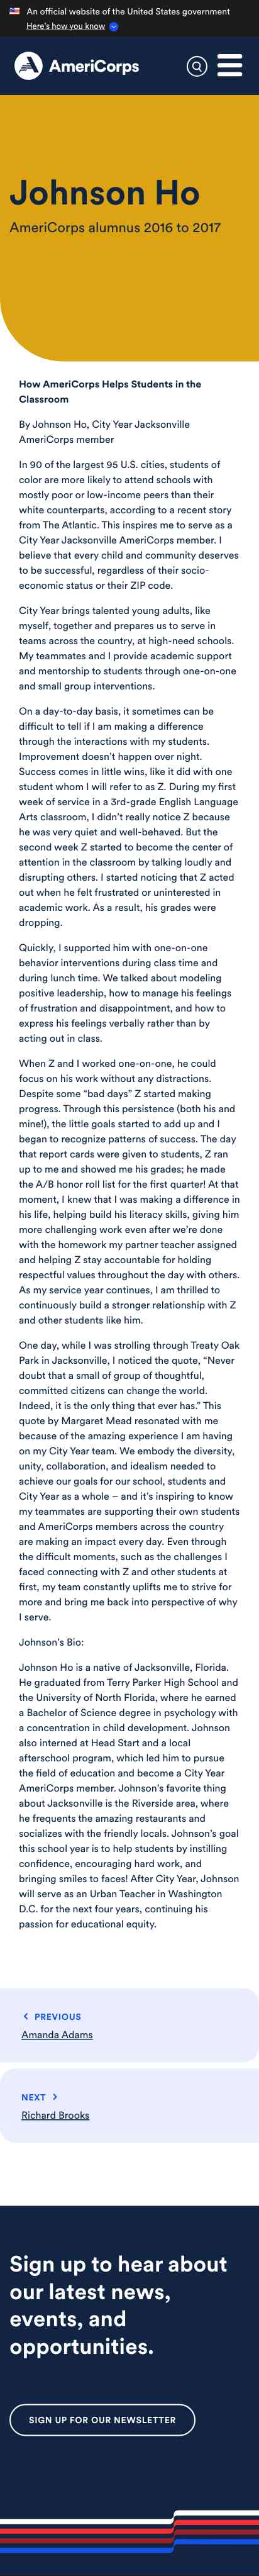 An official website of the United States government
Here's how you know
AmeriCorps
Johnson Ho
AmeriCorps alumnus 2016 to 2017
How AmeriCorps Helps Students in the
Classroom
By Johnson Ho, City Year Jacksonville
AmeriCorps member
In 90 of the largest 95 U.S. cities, students of
color are more likely to attend schools with
mostly poor or low-income peers than their
white counterparts, according to a recent story
from The Atlantic. This inspires me to serve as a
City Year Jacksonville AmeriCorps member. I
believe that every child and community deserves
to be successful, regardless of their socio-
economic status or their ZIP code.
City Year brings talented young adults, like
myself, together and prepares us to serve in
teams across the country, at high-need schools.
My teammates and I provide academic support
and mentorship to students through one-on-one
and small group interventions.
On a day-to-day basis, it sometimes can be
difficult to tell if I am making a difference
through the interactions with my students.
Improvement doesn't happen over night.
Success comes in little wins, like it did with one
student whom I will refer to as Z. During my first
week of service in a 3rd-grade English Language
Arts classroom, I didn't really notice Z because
he was very quiet and well-behaved. But the
second week Z started to become the center of
attention in the classroom by talking loudly and
disrupting others. I started noticing that Z acted
out when he felt frustrated or uninterested in
academic work. As a result, his grades were
dropping.
Quickly, I supported him with one-on-one
behavior interventions during class time and
during lunch time. We talked about modeling
positive leadership, how to manage his feelings
of frustration and disappointment, and how to
express his feelings verbally rather than by
acting out in class.
When Z and I worked one-on-one, he could
focus on his work without any distractions.
Despite some “bad days” Z started making
progress. Through this persistence (both his and
mine!), the little goals started to add up and I
began to recognize patterns of success. The day
that report cards were given to students, Z ran
up to me and showed me his grades; he made
the A/B honor roll list for the first quarter! At that
moment, I knew that I was making a difference in
his life, helping build his literacy skills, giving him
more challenging work even after we're done
with the homework my partner teacher assigned
and helping Z stay accountable for holding
respectful values throughout the day with others.
As my service year continues, I am thrilled to
continuously build a stronger relationship with Z
and other students like him.
One day, while I was strolling through Treaty Oak
Park in Jacksonville, I noticed the quote, “Never
doubt that a small of group of thoughtful,
committed citizens can change the world.
Indeed, it is the only thing that ever has.” This
quote by Margaret Mead resonated with me
because of the amazing experience I am having
on my City Year team. We embody the diversity,
unity, collaboration, and idealism needed to
achieve our goals for our school, students and
City Year as a whole – and it's inspiring to know
my teammates are supporting their own students
and AmeriCorps members across the country
are making an impact every day. Even through
the difficult moments, such as the challenges I
faced connecting with Z and other students at
first, my team constantly uplifts me to strive for
more and bring me back into perspective of why
I serve.
Johnson's Bio:
Johnson Ho is a native of Jacksonville, Florida.
He graduated from Terry Parker High School and
the University of North Florida, where he earned
a Bachelor of Science degree in psychology with
a concentration in child development. Johnson
also interned at Head Start and a local
afterschool program, which led him to pursue
the field of education and become a City Year
AmeriCorps member. Johnson's favorite thing
about Jacksonville is the Riverside area, where
he frequents the amazing restaurants and
socializes with the friendly locals. Johnson's goal
this school year is to help students by instilling
confidence, encouraging hard work, and
bringing smiles to faces! After City Year, Johnson
will serve as an Urban Teacher in Washington
D.C. for the next four years, continuing his
passion for educational equity.
PREVIOUS
Amanda Adams
NEXT
Richard Brooks
Sign up to hear about
our latest news,
events, and
opportunities.
SIGN UP FOR OUR NEWSLETTER